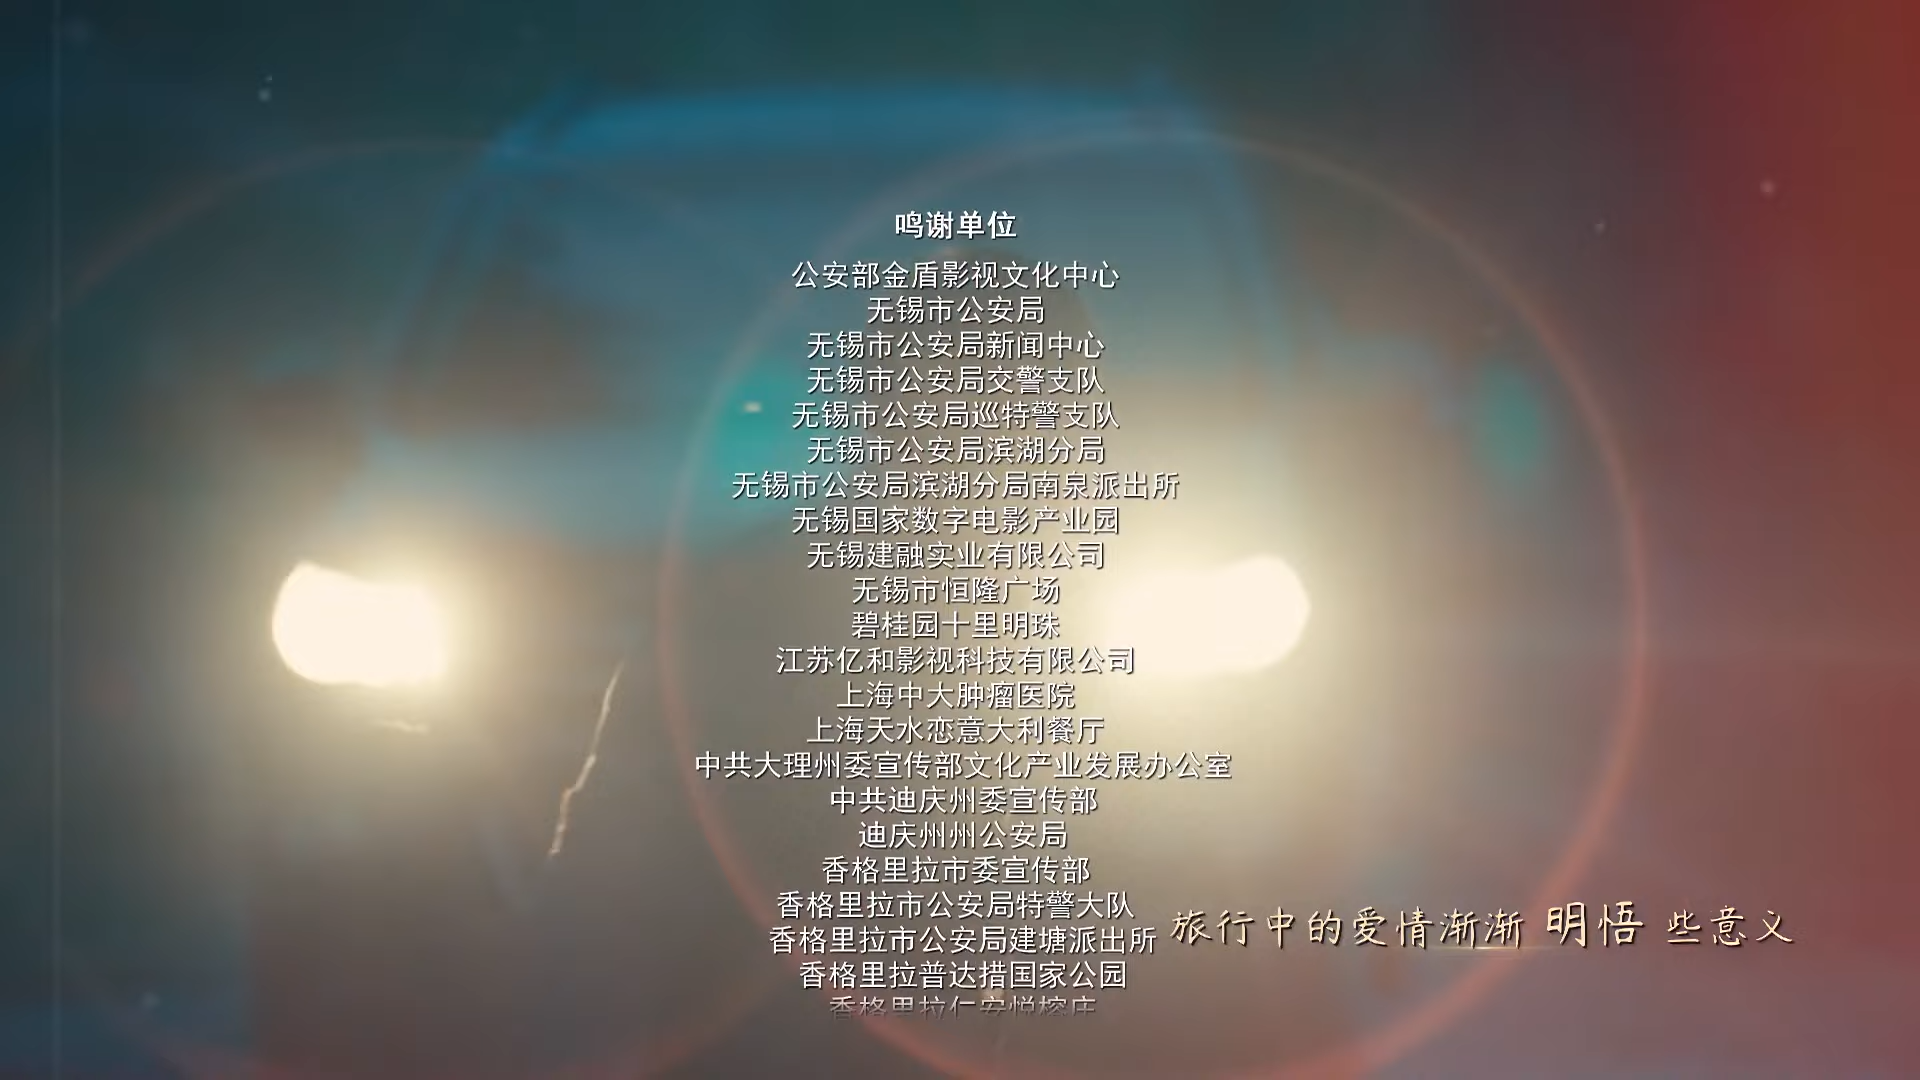 鸣谢单位
公安部金盾影视文化中心
无锡市公安局
无锡市公安局新闻中心
无锡市公安局交警支队
无锡市公安局巡特警支队
无锡市公安局滨湖分局
无锡市公安局滨湖分局南泉派出所
无锡国家数字电影产业园
无锡建融实业有限公司
无锡市恒隆广场
碧桂园十里明珠
江苏亿和影视科技有限公司
上海中大肿瘤医院
上海天水恋意大利餐厅
中共大理州委宣传部文化产业发展办公室
中共迪庆州委宣传部
迪庆州州公安局
香格里拉市委宣传部
香格里拉市公安局特警大队
香格里拉市公安局建塘派出所
香格里拉普达措国家公园
香格里拉仁安悦榕庄
旅行中的爱情渐渐 明悟 些意义